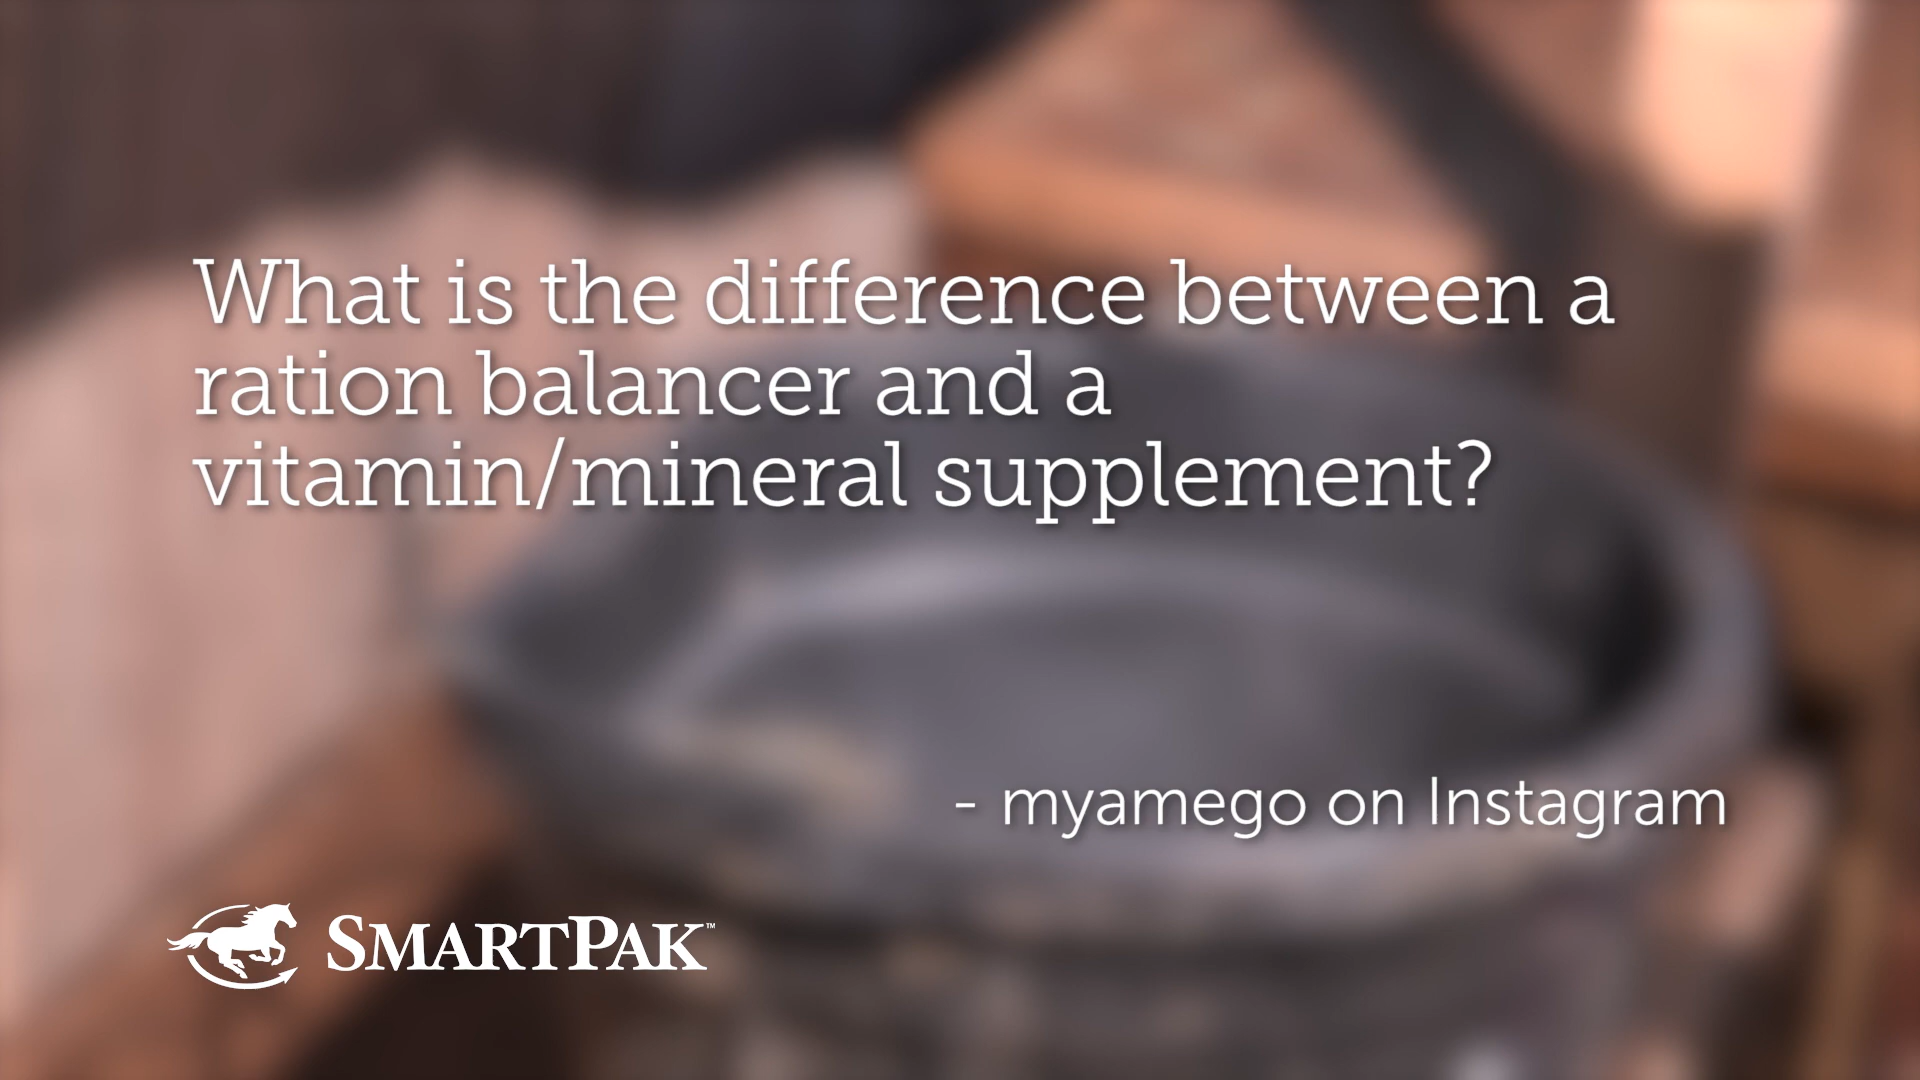 What is the difference between a
ration balancer and a
vitamin/mineral supplement?
- myamego on Instagram
SMARTPAK™